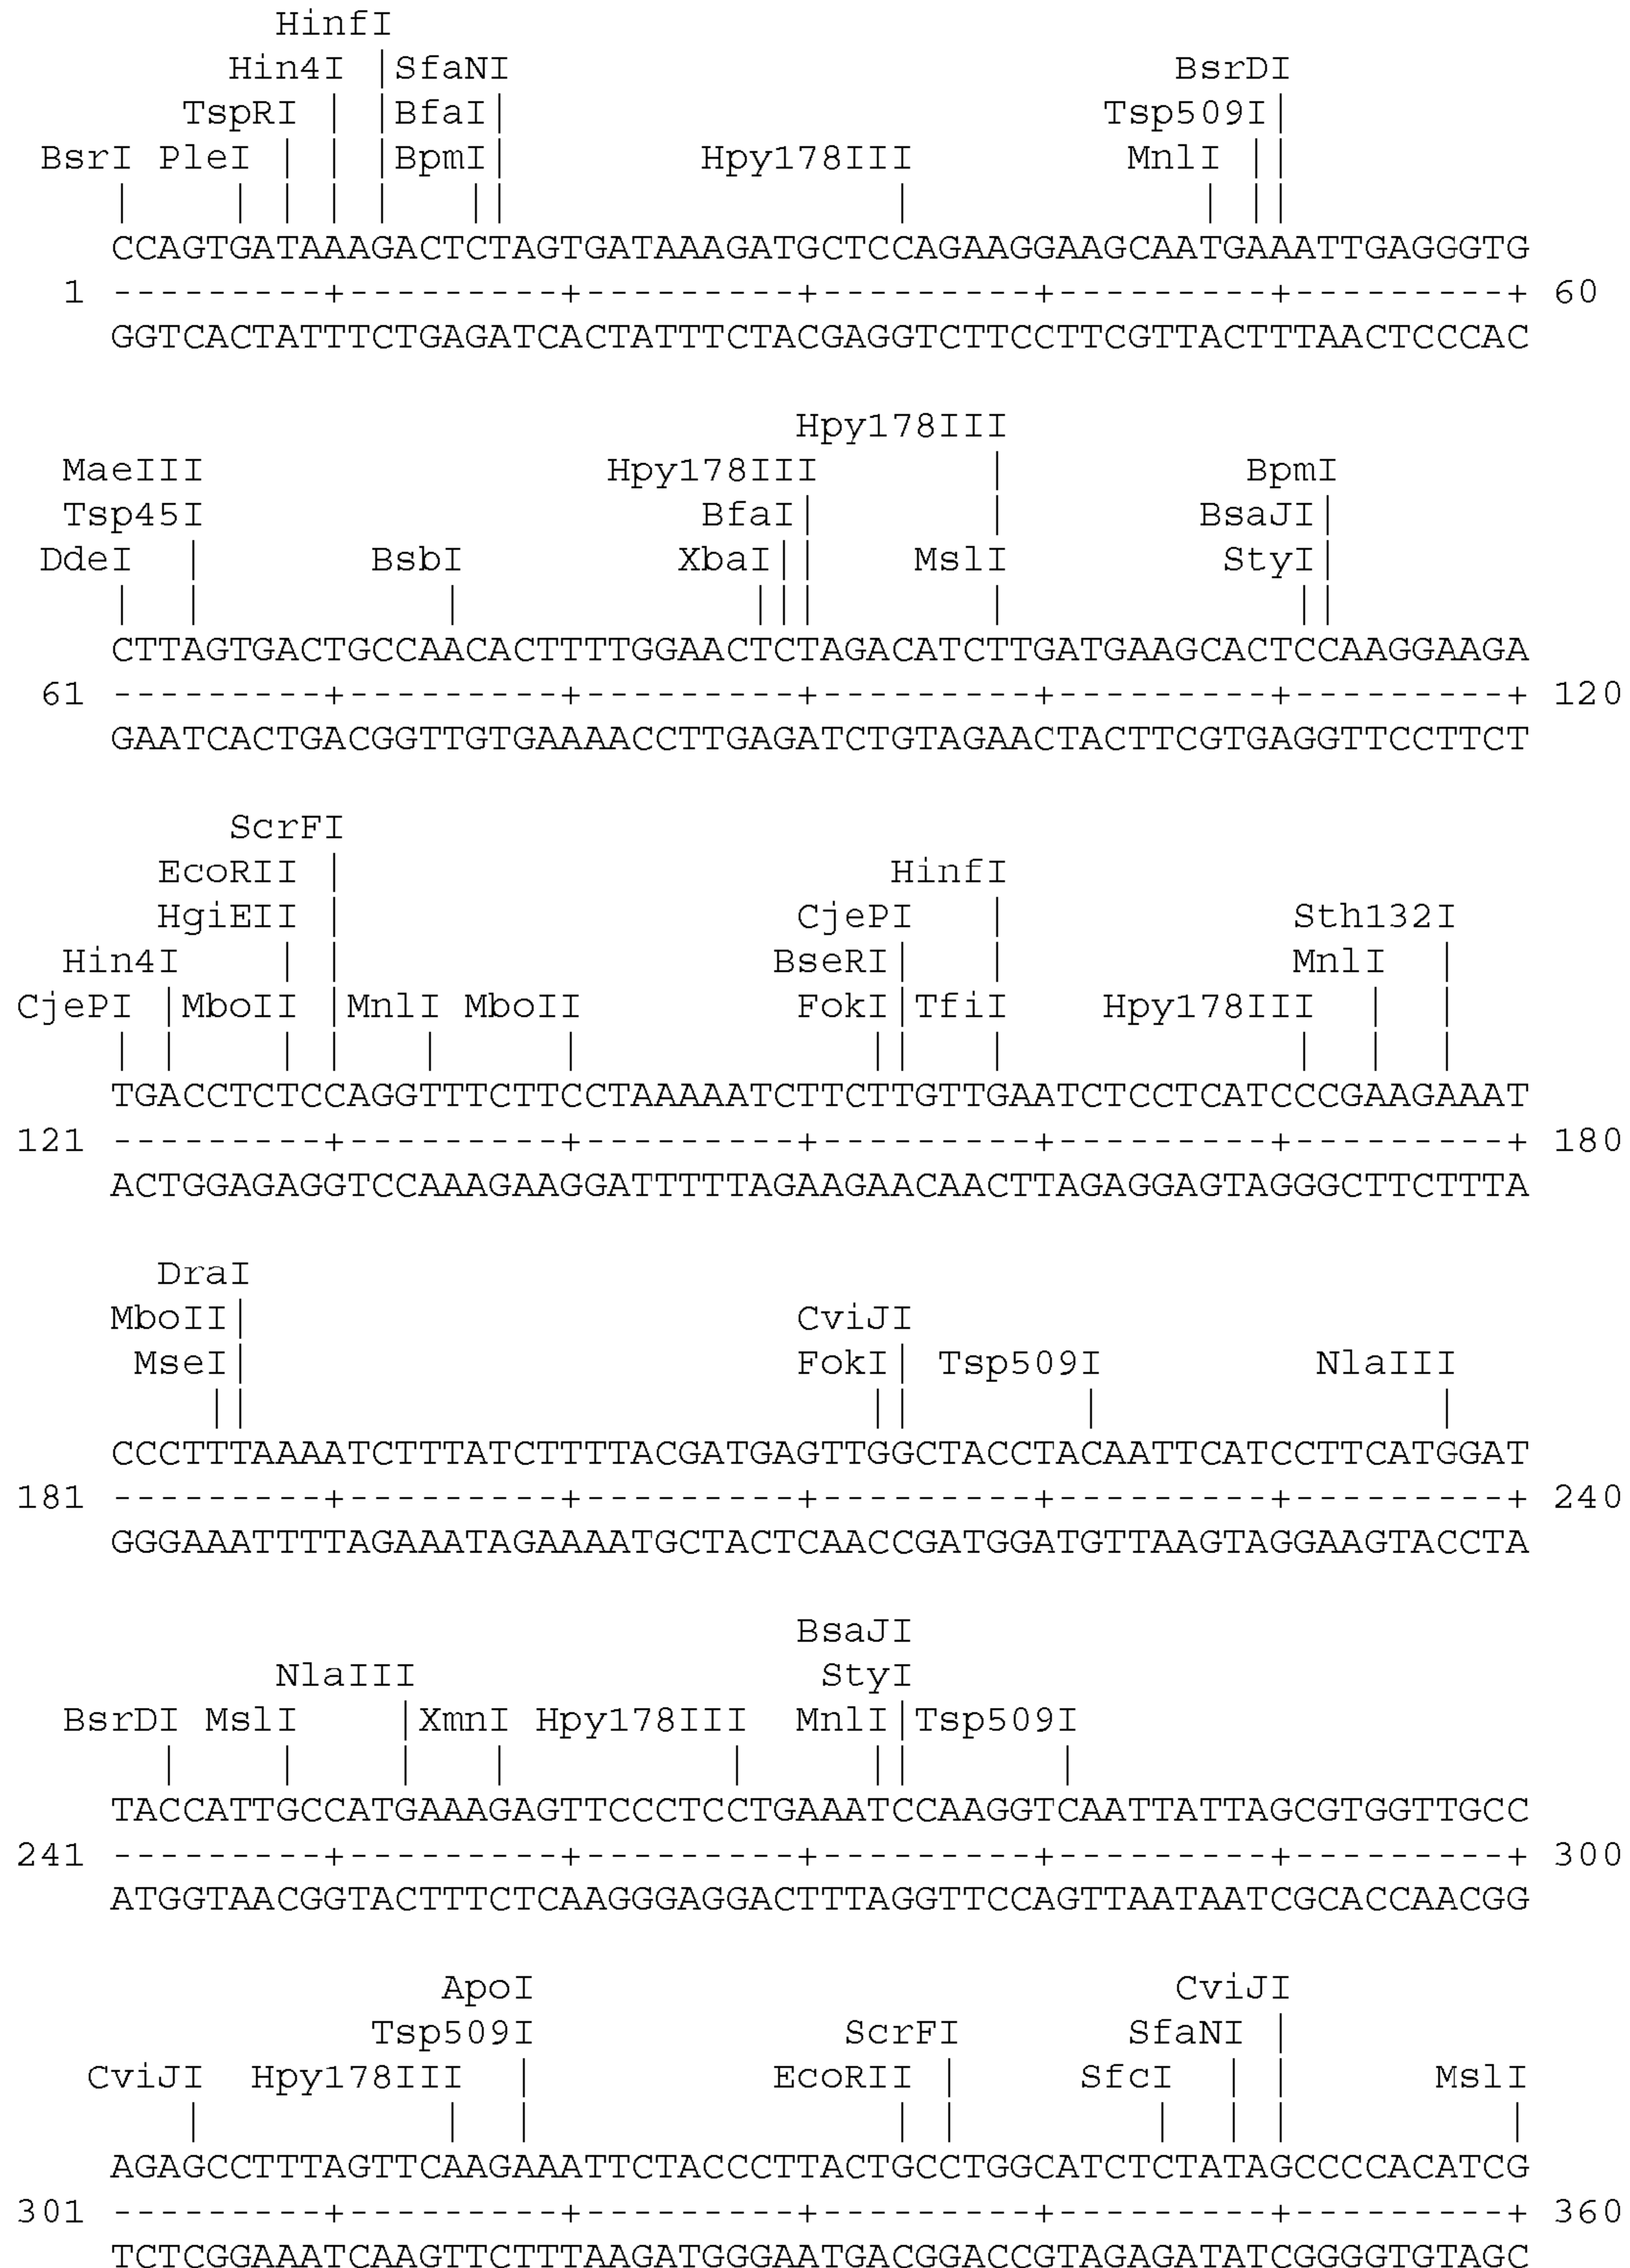 HinfI
Hin4I |SfaNI BsrDI
TspRI | |BfaI| Tsp509I|
BsrI PleI | | |BpmI| Hpy178III MnlI ||
| | | | | || | | ||
CCAGTGATAAAGACTCTAGTGATAAAGATGCTCCAGAAGGAAGCAATGAAATTGAGGGTG
1 ---------+---------+---------+---------+---------+---------+ 60
GGTCACTATTTCTGAGATCACTATTTCTACGAGGTCTTCCTTCGTTACTTTAACTCCCAC
Hpy178III
MaeIII Hpy178III | BpmI
Tsp45I BfaI| | BsaJI|
DdeI | BsbI XbaI|| MslI StyI|
| | | ||| | ||
CTTAGTGACTGCCAACACTTTTGGAACTCTAGACATCTTGATGAAGCACTCCAAGGAAGA
61 ---------+---------+---------+---------+---------+---------+ 120
GAATCACTGACGGTTGTGAAAACCTTGAGATCTGTAGAACTACTTCGTGAGGTTCCTTCT
ScrFI
EcoRII | HinfI
HgiEII | CjePI | Sth132I
Hin4I | | BseRI| | MnlI |
CjePI |MboII |MnlI MboII FokI|TfiI Hpy178III | |
| | | | | | || | | | |
TGACCTCTCCAGGTTTCTTCCTAAAAATCTTCTTGTTGAATCTCCTCATCCCGAAGAAAT
121 ---------+---------+---------+---------+---------+---------+ 180
ACTGGAGAGGTCCAAAGAAGGATTTTTAGAAGAACAACTTAGAGGAGTAGGGCTTCTTTA
DraI
MboII| CviJI
MseI| FokI| Tsp509I NlaIII
|| || | |
CCCTTTAAAATCTTTATCTTTTACGATGAGTTGGCTACCTACAATTCATCCTTCATGGAT
181 ---------+---------+---------+---------+---------+---------+ 240
GGGAAATTTTAGAAATAGAAAATGCTACTCAACCGATGGATGTTAAGTAGGAAGTACCTA
BsaJI
NlaIII StyI
BsrDI MslI |XmnI Hpy178III MnlI|Tsp509I
| | | | | || |
TACCATTGCCATGAAAGAGTTCCCTCCTGAAATCCAAGGTCAATTATTAGCGTGGTTGCC
241 ---------+---------+---------+---------+---------+---------+ 300
ATGGTAACGGTACTTTCTCAAGGGAGGACTTTAGGTTCCAGTTAATAATCGCACCAACGG
ApoI CviJI
Tsp509I ScrFI SfaNI |
CviJI Hpy178III | EcoRII | SfcI | | MslI
| | | | | | | | |
AGAGCCTTTAGTTCAAGAAATTCTACCCTTACTGCCTGGCATCTCTATAGCCCCACATCG
301 ---------+---------+---------+---------+---------+---------+ 360
TCTCGGAAATCAAGTTCTTTAAGATGGGAATGACGGACCGTAGAGATATCGGGGTGTAGC